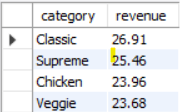 category revenue
Classic 26.91
Supreme 25.46
Chicken 23.96
Veggie 23.68